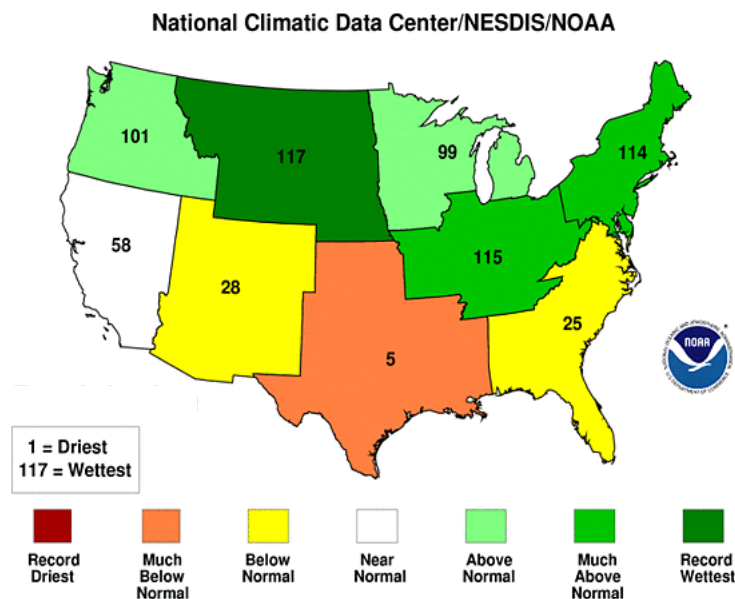 National Climatic Data Center/NESDIS/NOAA
101
117
99
114
58
28
115
25
5
NOAA
1 = Driest
117 = Wettest
Record
Driest
Much
Below
Normal
Below
Normal
Near
Normal
Above
Normal
Much
Above
Normal
Record
Wettest